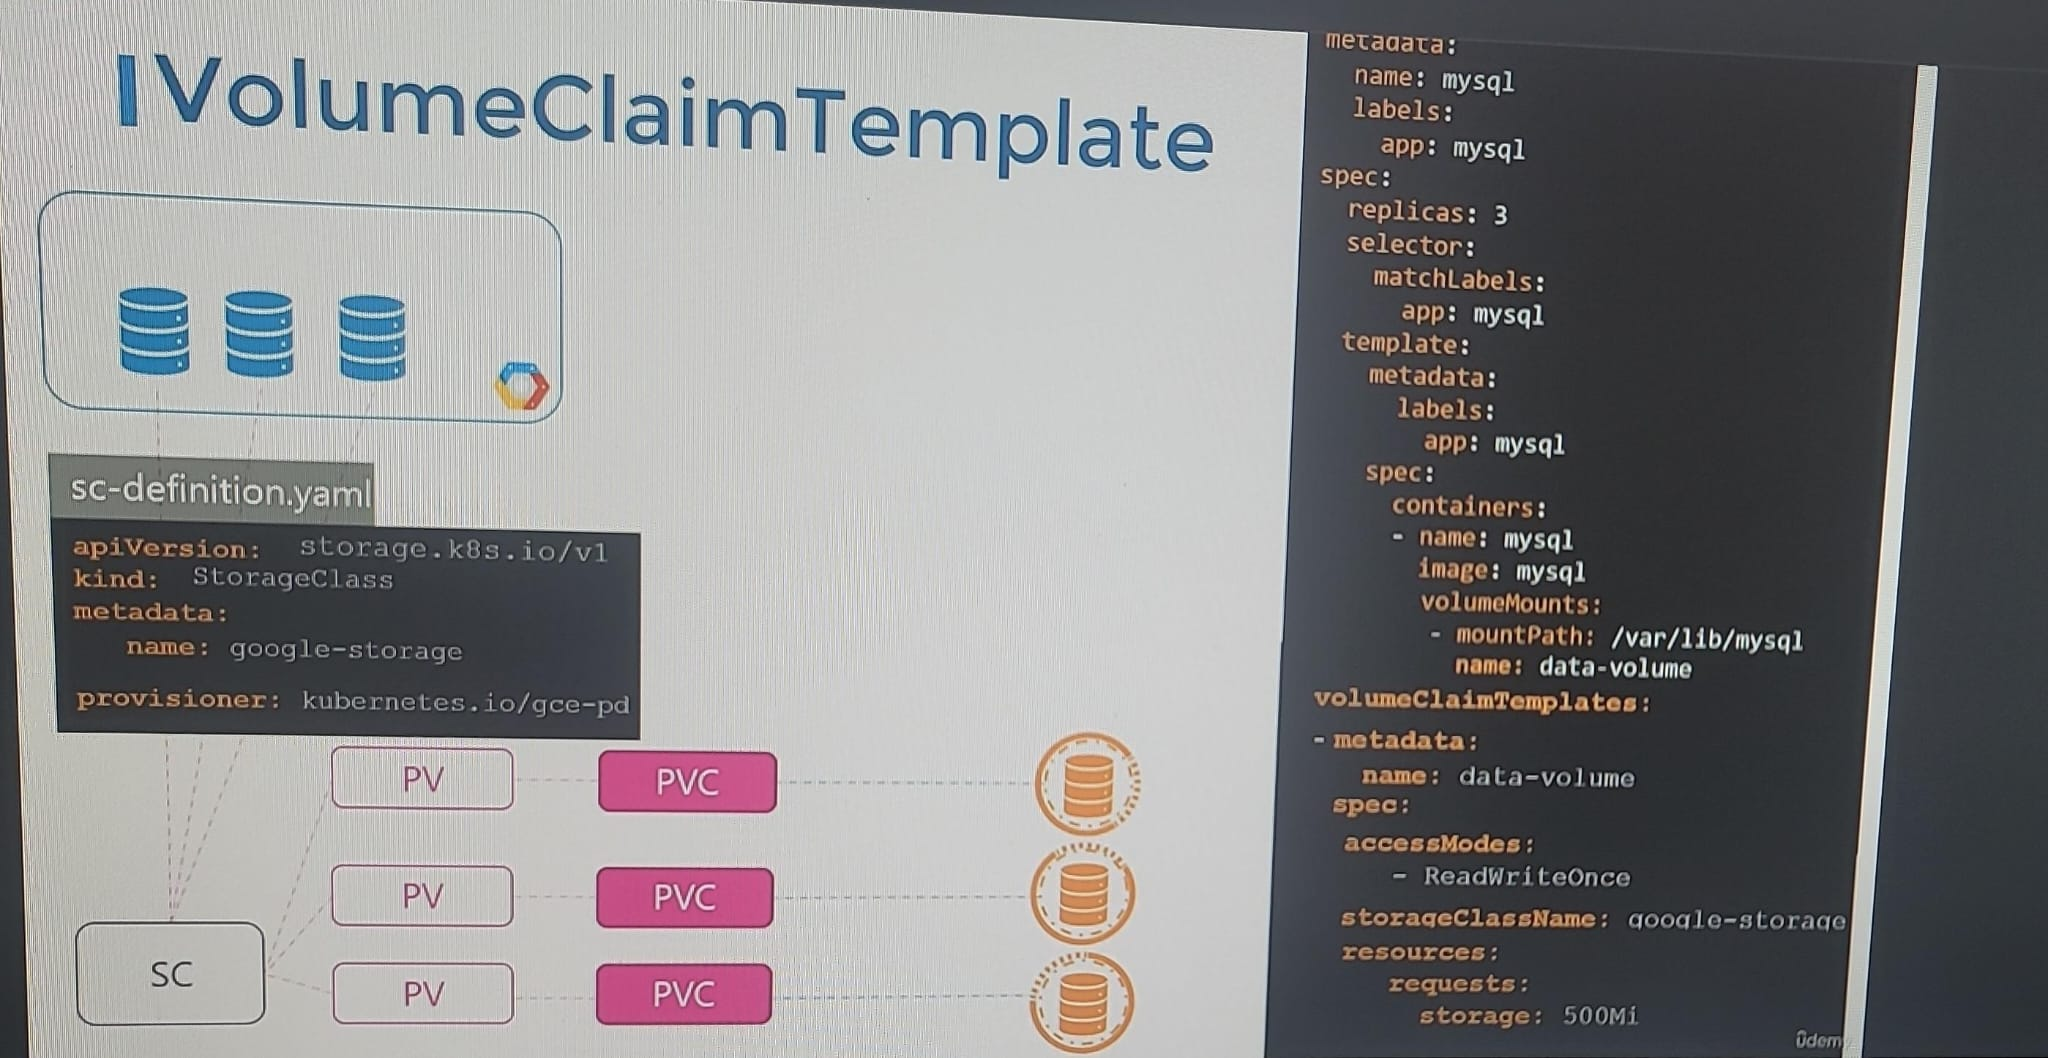 VolumeClaimTemplate
sc-definition.yaml
apiVersion: storage.k8s.io/v1
kind: StorageClass
metadata:
name: google-storage
provisioner: kubernetes.io/gce-pd
PV PVC
PV PVC
SC
PV PVC
metadata:
name: mysql
labels:
app: mysql
spec:
replicas: 3
selector:
matchLabels:
app: mysql
template:
metadata:
labels:
app: mysql
spec:
containers:
- name: mysql
image: mysql
volumeMounts:
- mountPath: /var/lib/mysql
name: data-volume
volumeClaimTemplates:
- metadata:
name: data-volume
spec:
accessModes:
- ReadWriteOnce
storageClassName: google-storage
resources:
requests:
storage: 500Mi
ûdemy